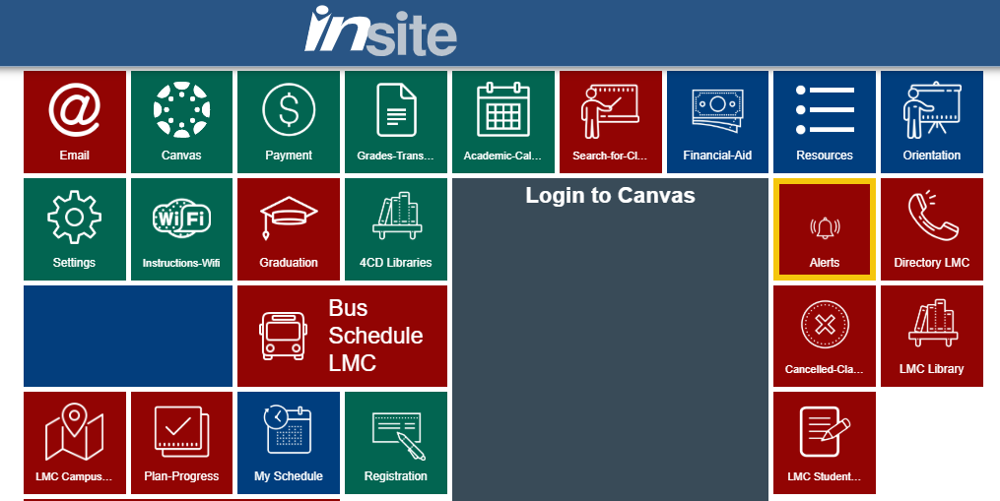 insite
Email
Canvas
Payment
Grades-Trans...
Academic-Cal...
Search-for-Cl...
Financial-Aid
Resources
Orientation
Settings
WiFi
Instructions-Wifi
Graduation
4CD Libraries
Login to Canvas
Alerts
Directory LMC
Bus
Schedule
LMC
Cancelled-Cla...
LMC Library
LMC Campus...
Plan-Progress
My Schedule
Registration
LMC Student...